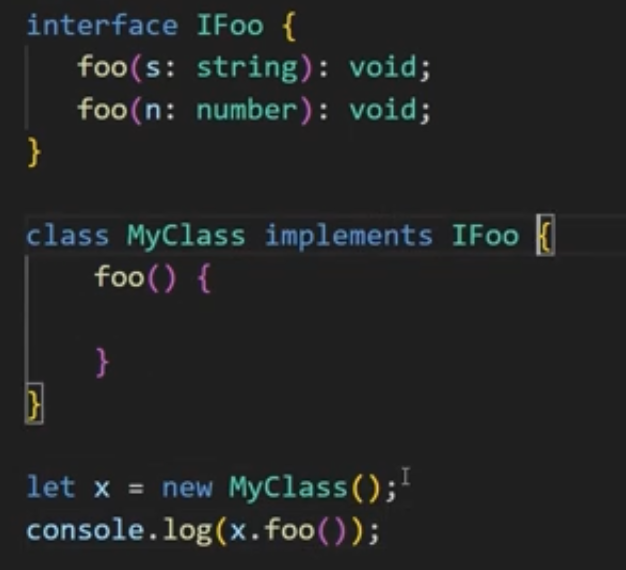 interface IFoo {
foo(s: string): void;
foo(n: number): void;
}
class MyClass implements IFoo {
foo() {
}
}
let x = new MyClass();
console.log(x.foo());